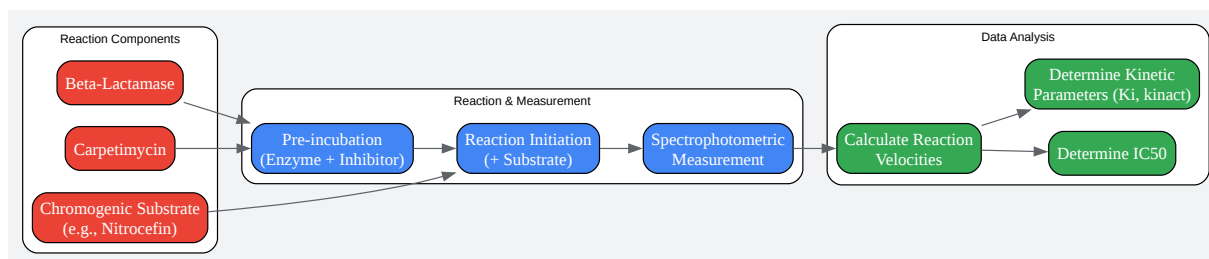 Reaction Components
Beta-Lactamase
Carpetimycin
Chromogenic Substrate
(e.g., Nitrocefin)
Reaction & Measurement
Pre-incubation
(Enzyme + Inhibitor)
Reaction Initiation
(+ Substrate)
Spectrophotometric
Measurement
Data Analysis
Calculate Reaction
Velocities
Determine Kinetic
Parameters (Ki, kinact)
Determine IC50